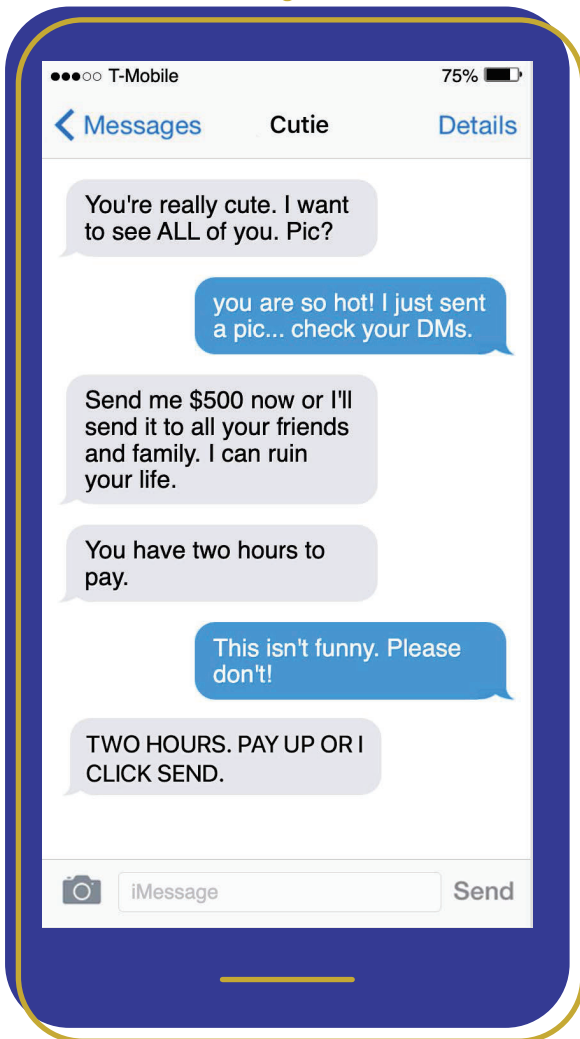 ●●●○○ T-Mobile 75%
Messages Cutie Details
You're really cute. I want
to see ALL of you. Pic?
you are so hot! I just sent
a pic... check your DMs.
Send me $500 now or I'll
send it to all your friends
and family. I can ruin
your life.
You have two hours to
pay.
This isn't funny. Please
don't!
TWO HOURS. PAY UP OR I
CLICK SEND.
iMessage Send